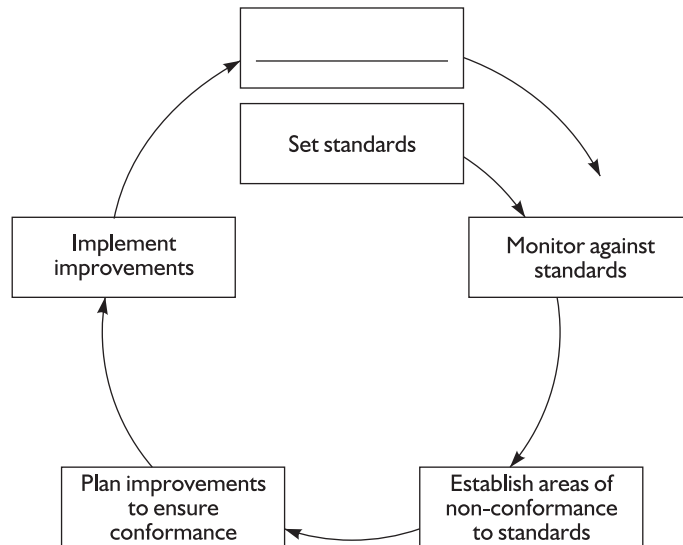 Set standards
Implement
improvements
Monitor against
standards
Plan improvements
to ensure
conformance
Establish areas of
non-conformance
to standards